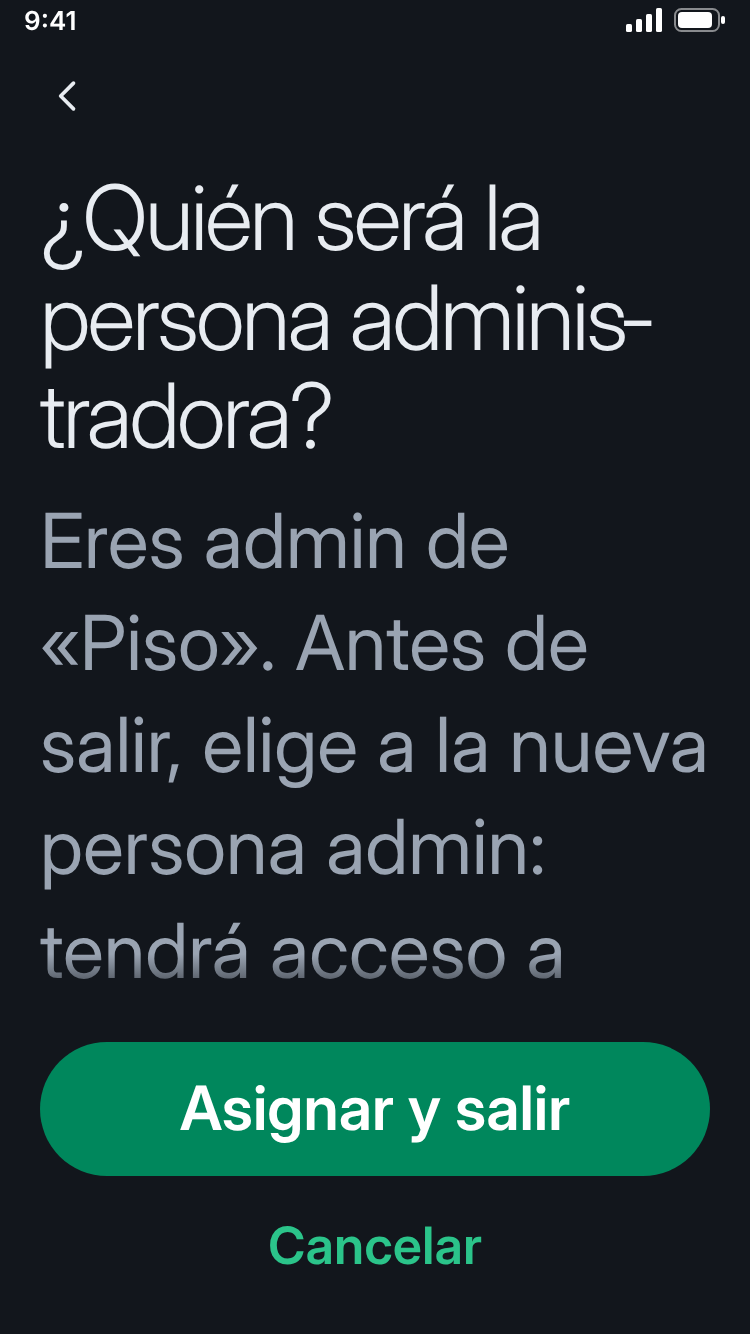 9:41
¿Quién será la
persona adminis-
tradora?
Eres admin de
«Piso». Antes de
salir, elige a la nueva
persona admin:
tendrá acceso a
Asignar y salir
Cancelar